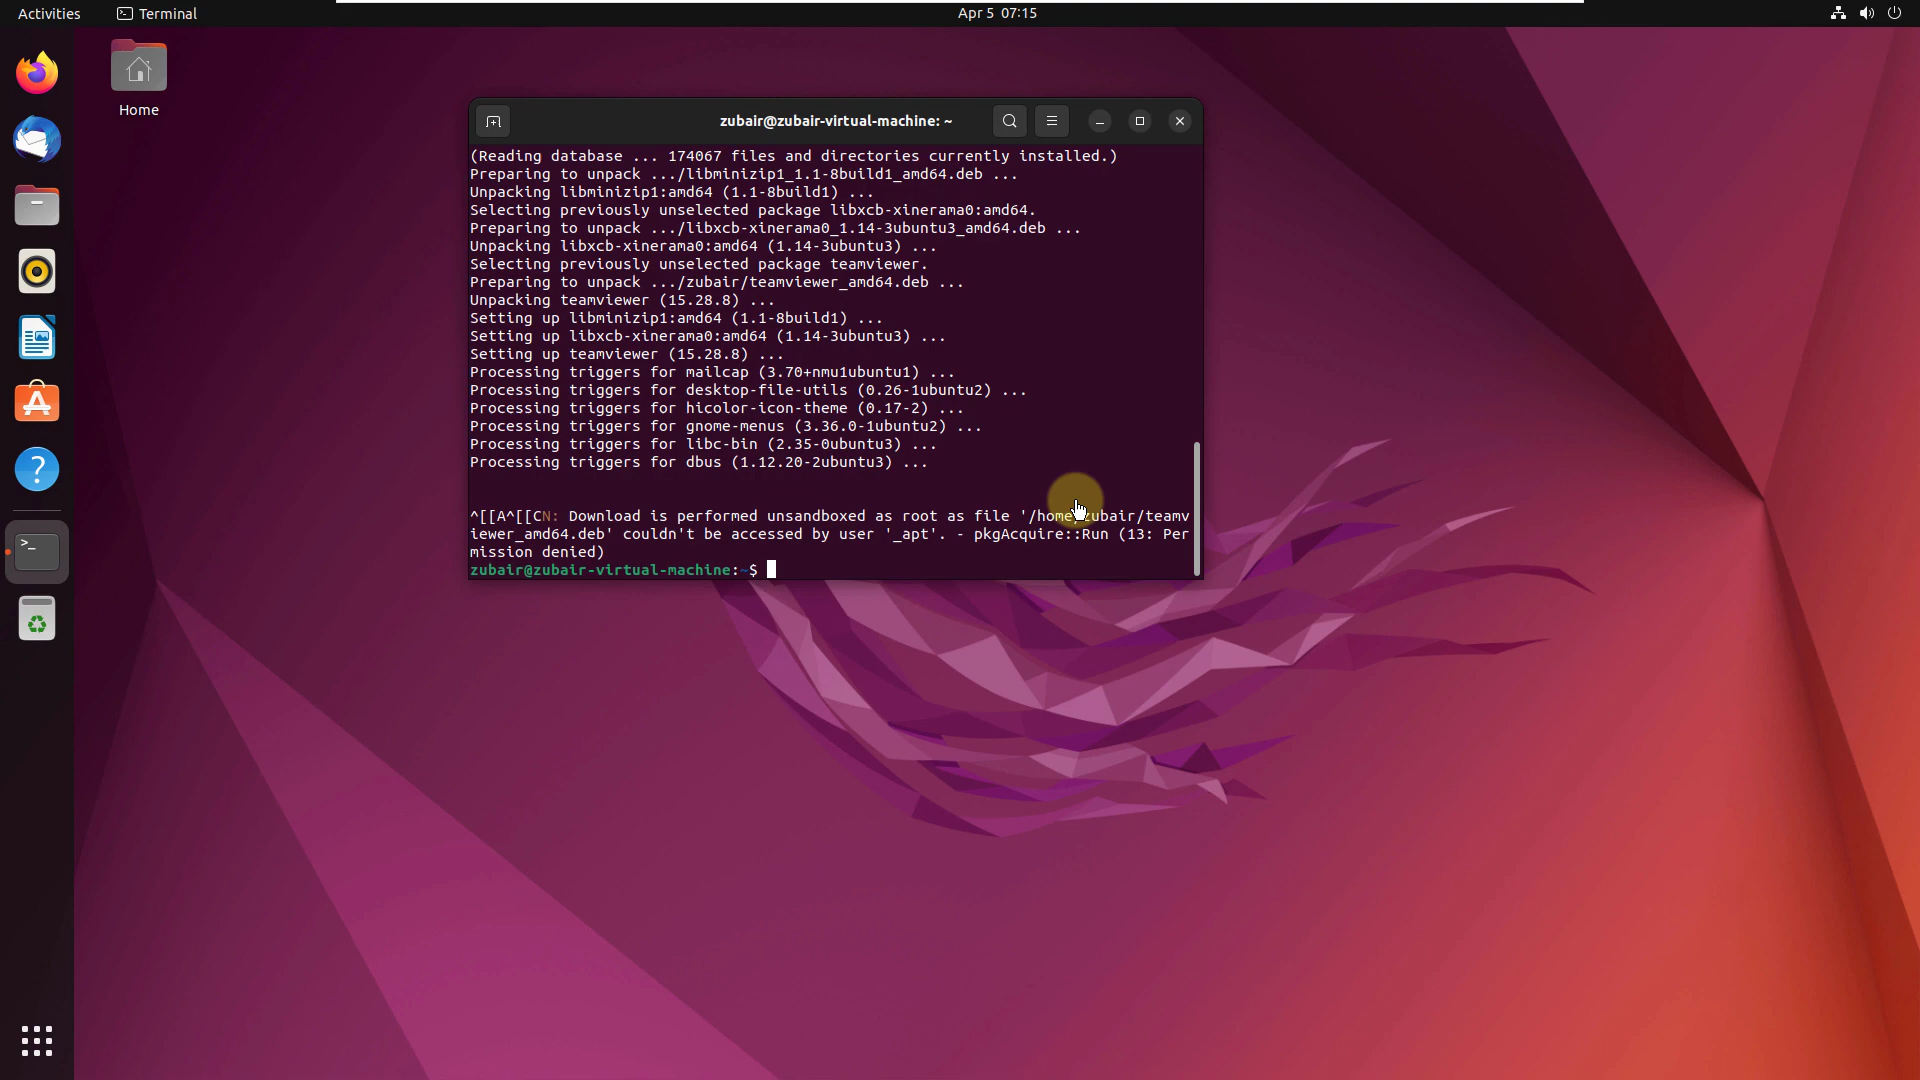 Activities
Terminal
Apr 5 07:15
Home
zubair@zubair-virtual-machine: ~
(Reading database ... 174067 files and directories currently installed.)
Preparing to unpack .../libminizip1_1.1-8build1_amd64.deb ...
Unpacking libminizip1:amd64 (1.1-8build1) ...
Selecting previously unselected package libxcb-xinerama0:amd64.
Preparing to unpack .../libxcb-xinerama0_1.14-3ubuntu3_amd64.deb ...
Unpacking libxcb-xinerama0:amd64 (1.14-3ubuntu3) ...
Selecting previously unselected package teamviewer.
Preparing to unpack .../zubair/teamviewer_amd64.deb ...
Unpacking teamviewer (15.28.8) ...
Setting up libminizip1:amd64 (1.1-8build1) ...
Setting up libxcb-xinerama0:amd64 (1.14-3ubuntu3) ...
Setting up teamviewer (15.28.8) ...
Processing triggers for mailcap (3.70+nmu1ubuntu1) ...
Processing triggers for desktop-file-utils (0.26-1ubuntu2) ...
Processing triggers for hicolor-icon-theme (0.17-2) ...
Processing triggers for gnome-menus (3.36.0-1ubuntu2) ...
Processing triggers for libc-bin (2.35-0ubuntu3) ...
Processing triggers for dbus (1.12.20-2ubuntu3) ...
^[[A^[[CN: Download is performed unsandboxed as root as file '/home/zubair/teamv
iewer_amd64.deb' couldn't be accessed by user '_apt'. - pkgAcquire::Run (13: Per
mission denied)
zubair@zubair-virtual-machine:~$